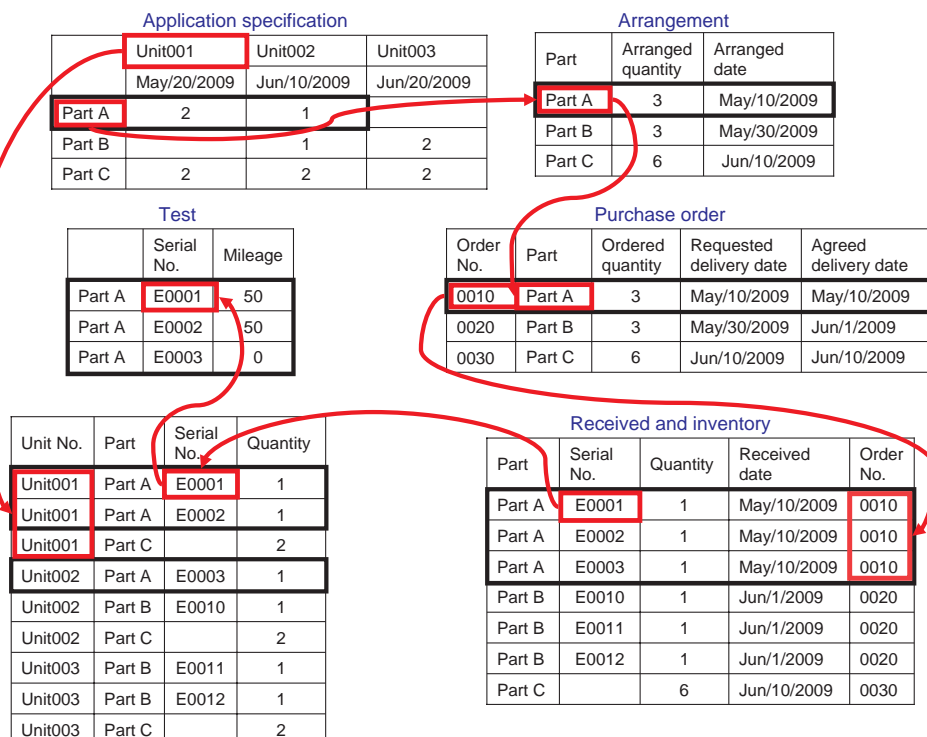 Application specification
Unit001 Unit002 Unit003
May/20/2009 Jun/10/2009 Jun/20/2009
Part A 2 1
Part B 1 2
Part C 2 2 2
Arrangement
Part Arranged quantity Arranged date
Part A 3 May/10/2009
Part B 3 May/30/2009
Part C 6 Jun/10/2009
Test
Serial No. Mileage
Part A E0001 50
Part A E0002 50
Part A E0003 0
Purchase order
Order No. Part Ordered quantity Requested delivery date Agreed delivery date
0010 Part A 3 May/10/2009 May/10/2009
0020 Part B 3 May/30/2009 Jun/1/2009
0030 Part C 6 Jun/10/2009 Jun/10/2009
Unit No. Part Serial No. Quantity
Unit001 Part A E0001 1
Unit001 Part A E0002 1
Unit001 Part C 2
Unit002 Part A E0003 1
Unit002 Part B E0010 1
Unit002 Part C 2
Unit003 Part B E0011 1
Unit003 Part B E0012 1
Unit003 Part C 2
Received and inventory
Part Serial No. Quantity Received date Order No.
Part A E0001 1 May/10/2009 0010
Part A E0002 1 May/10/2009 0010
Part A E0003 1 May/10/2009 0010
Part B E0010 1 Jun/1/2009 0020
Part B E0011 1 Jun/1/2009 0020
Part B E0012 1 Jun/1/2009 0020
Part C 6 Jun/10/2009 0030